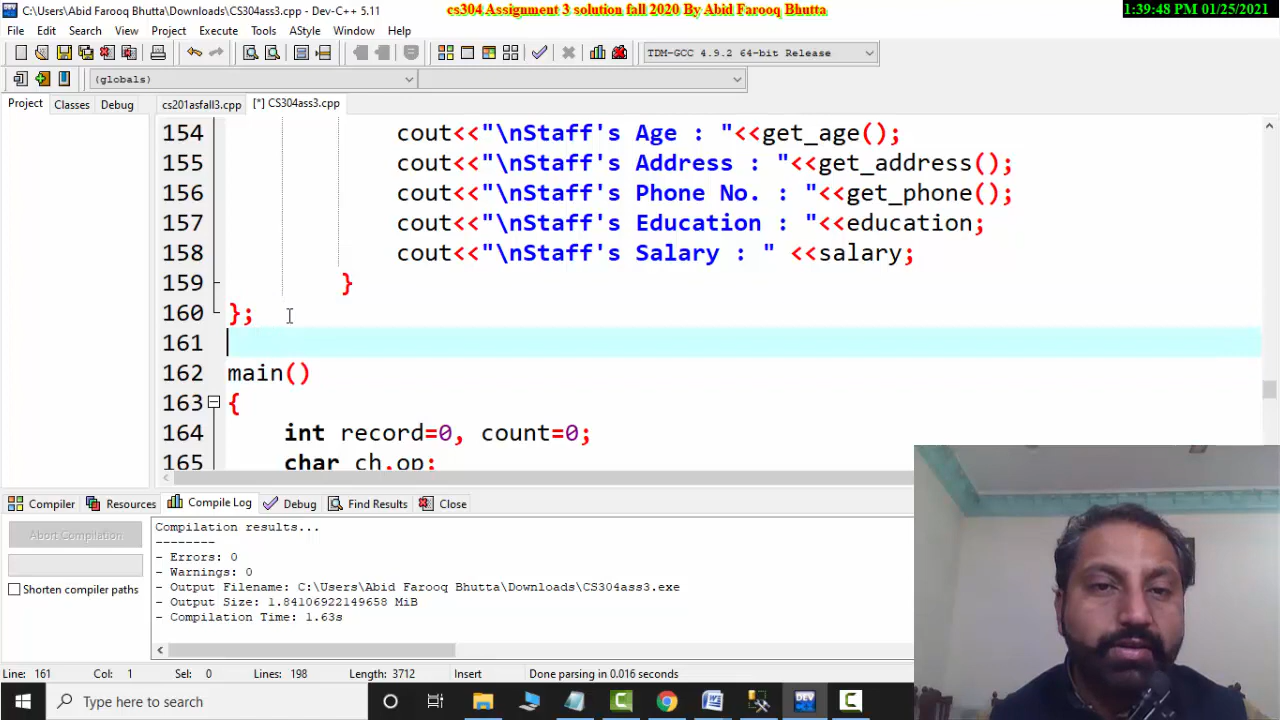 C:\Users\Abid Farooq Bhutta\Downloads\CS304ass3.cpp - Dev-C++ 5.11
cs304 Assignment 3 solution fall 2020 By Abid Farooq Bhutta
1:39:48 PM 01/25/2021
File Edit Search View Project Execute Tools AStyle Window Help
TDM-GCC 4.9.2 64-bit Release
(globals)
Project Classes Debug cs201asfall3.cpp [*] CS304ass3.cpp
154 cout<<"\nStaff's Age : "<<get_age();
155 cout<<"\nStaff's Address : "<<get_address();
156 cout<<"\nStaff's Phone No. : "<<get_phone();
157 cout<<"\nStaff's Education : "<<education;
158 cout<<"\nStaff's Salary : " <<salary;
159 }
160 };
161
162 main()
163 {
164 int record=0, count=0;
165 char ch,op;
Compiler Resources Compile Log Debug Find Results Close
Abort Compilation
Shorten compiler paths
Compilation results...
--------
- Errors: 0
- Warnings: 0
- Output Filename: C:\Users\Abid Farooq Bhutta\Downloads\CS304ass3.exe
- Output Size: 1.84106922149658 MiB
- Compilation Time: 1.63s
Line: 161 Col: 1 Sel: 0 Lines: 198 Length: 3712 Insert Done parsing in 0.016 seconds
Type here to search